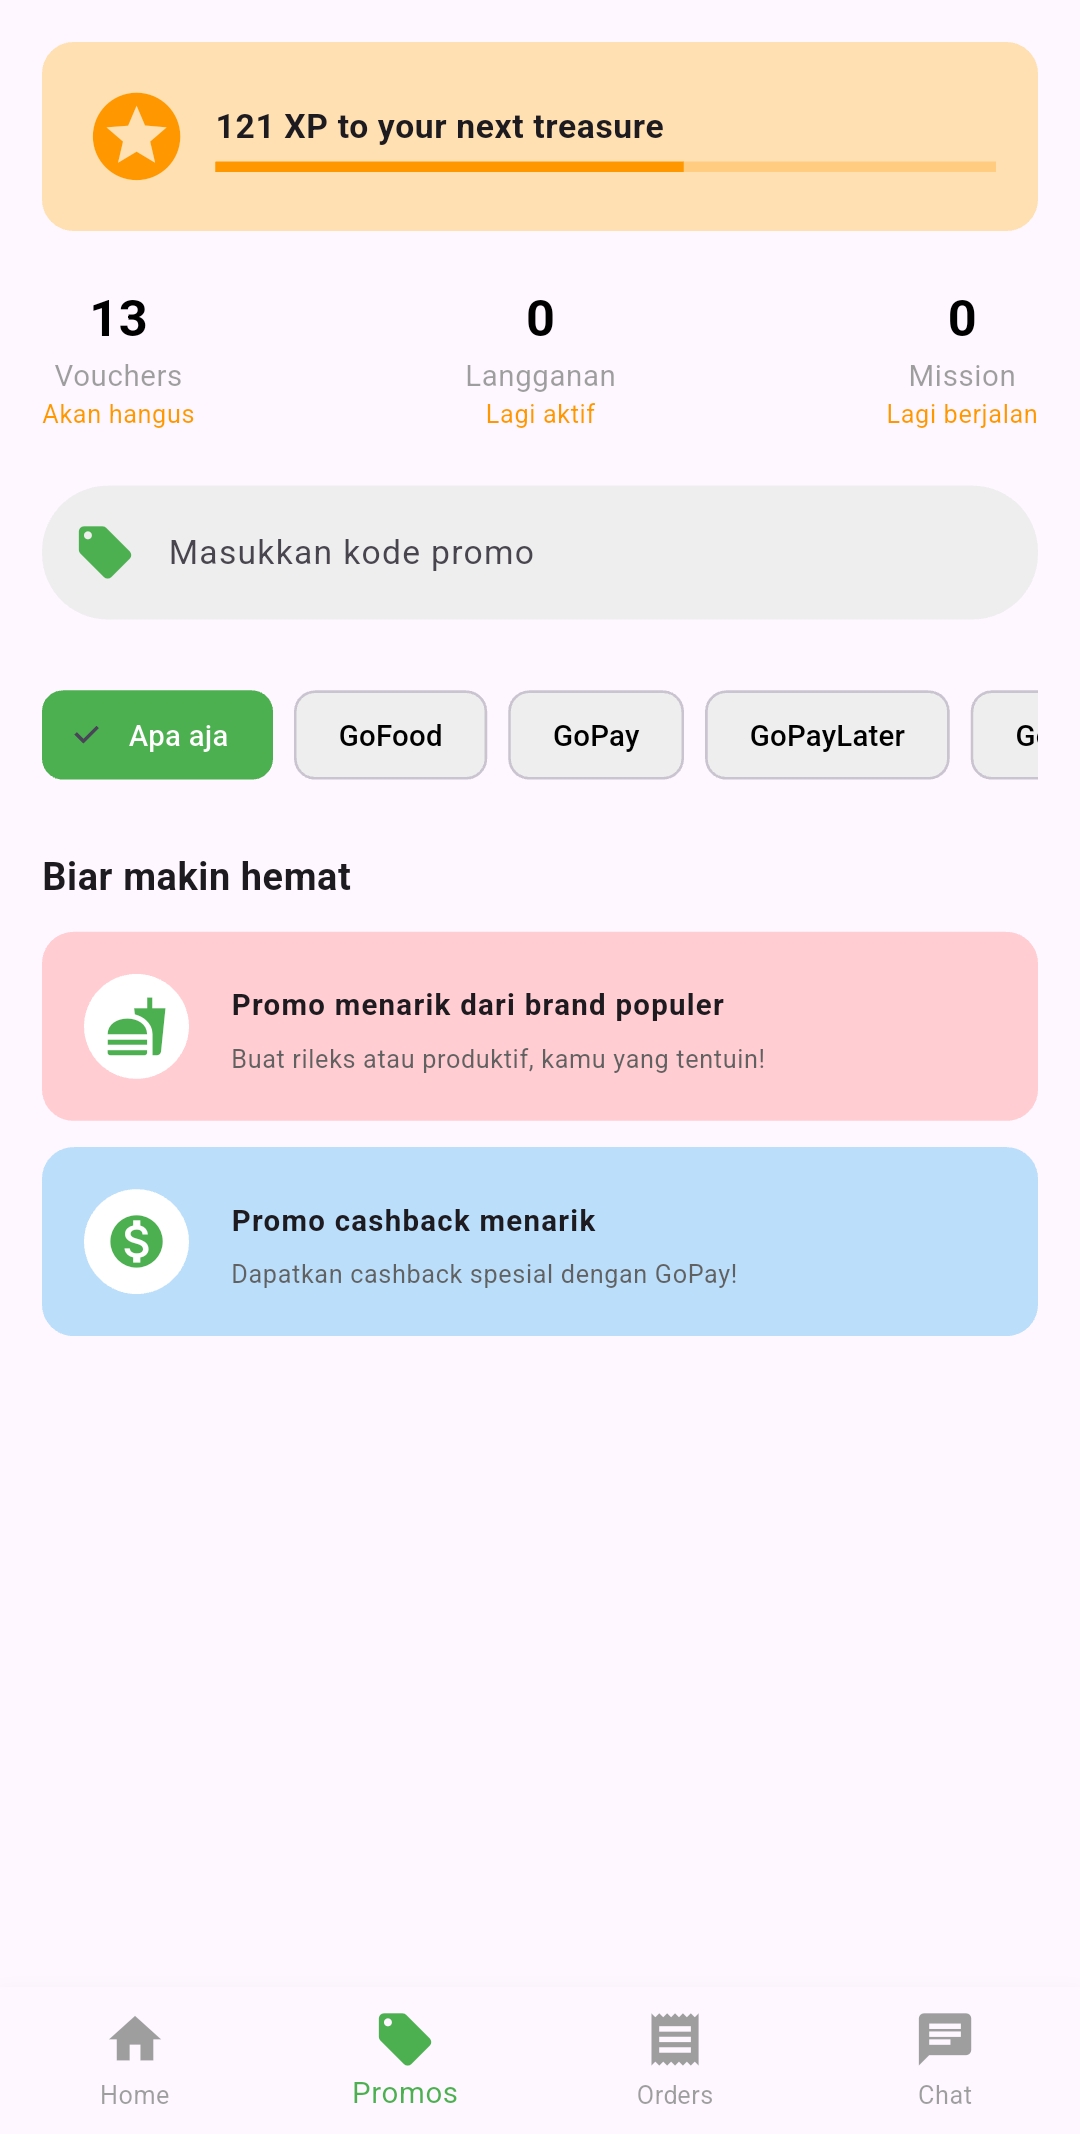 121 XP to your next treasure
13
0
0
Vouchers
Langganan
Mission
Akan hangus
Lagi aktif
Lagi berjalan
Masukkan kode promo
Apa aja
GoFood
GoPay
GoPayLater
Biar makin hemat
Promo menarik dari brand populer
Buat rileks atau produktif, kamu yang tentuin!
Promo cashback menarik
Dapatkan cashback spesial dengan GoPay!
Home
Promos
Orders
Chat